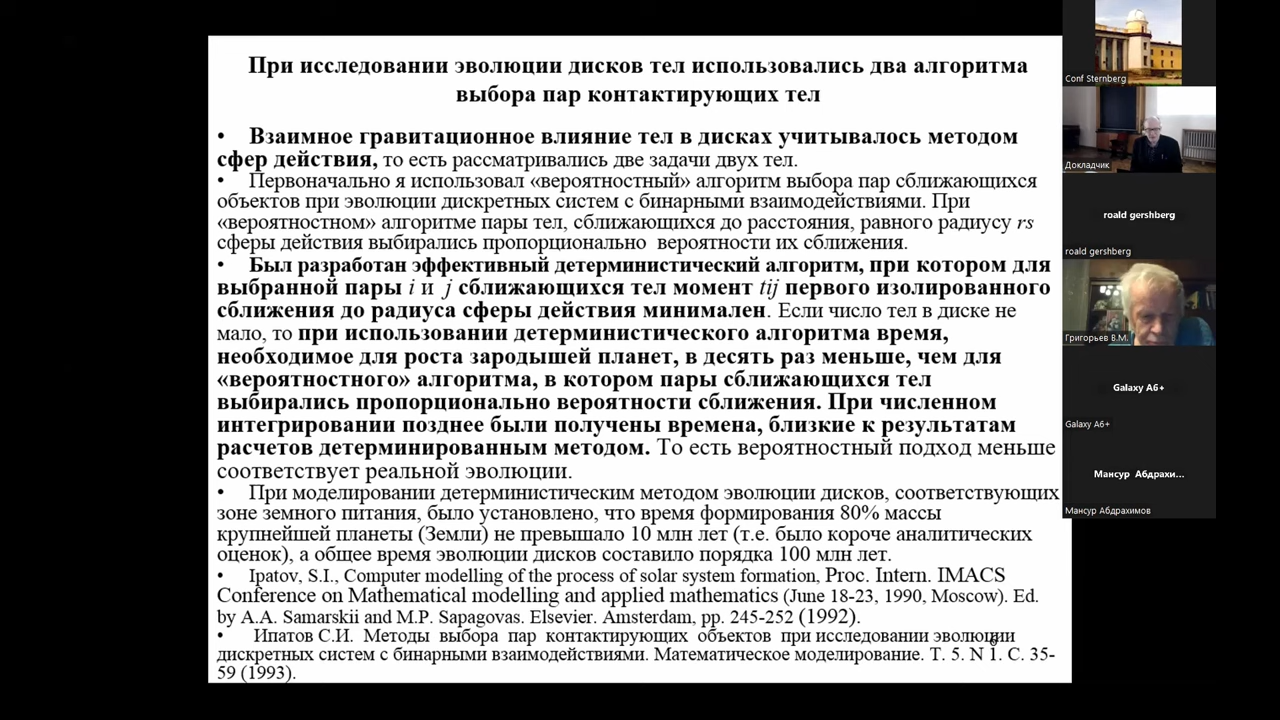 При исследовании эволюции дисков тел использовались два алгоритма
выбора пар контактирующих тел
• Взаимное гравитационное влияние тел в дисках учитывалось методом
сфер действия, то есть рассматривались две задачи двух тел.
• Первоначально я использовал «вероятностный» алгоритм выбора пар сближающихся
объектов при эволюции дискретных систем с бинарными взаимодействиями. При
«вероятностном» алгоритме пары тел, сближающихся до расстояния, равного радиусу rs
сферы действия выбирались пропорционально вероятности их сближения.
• Был разработан эффективный детерминистический алгоритм, при котором для
выбранной пары i и j сближающихся тел момент tij первого изолированного
сближения до радиуса сферы действия минимален. Если число тел в диске не
мало, то при использовании детерминистического алгоритма время,
необходимое для роста зародышей планет, в десять раз меньше, чем для
«вероятностного» алгоритма, в котором пары сближающихся тел
выбирались пропорционально вероятности сближения. При численном
интегрировании позднее были получены времена, близкие к результатам
расчетов детерминированным методом. То есть вероятностный подход меньше
соответствует реальной эволюции.
• При моделировании детерминистическим методом эволюции дисков, соответствующих
зоне земного питания, было установлено, что время формирования 80% массы
крупнейшей планеты (Земли) не превышало 10 млн лет (т.е. было короче аналитических
оценок), а общее время эволюции дисков составило порядка 100 млн лет.
• Ipatov, S.I., Computer modelling of the process of solar system formation, Proc. Intern. IMACS
Conference on Mathematical modelling and applied mathematics (June 18-23, 1990, Moscow). Ed.
by A.A. Samarskii and M.P. Sapagovas. Elsevier. Amsterdam, pp. 245-252 (1992).
• Ипатов С.И. Методы выбора пар контактирующих объектов при исследовании эволюции
дискретных систем с бинарными взаимодействиями. Математическое моделирование. Т. 5. N 1. С. 35-
59 (1993).
Conf Sternberg
Докладчик
roald gershberg
roald gershberg
Григорьев В.М.
Galaxy A6+
Galaxy A6+
Мансур Абдрахи...
Мансур Абдрахимов